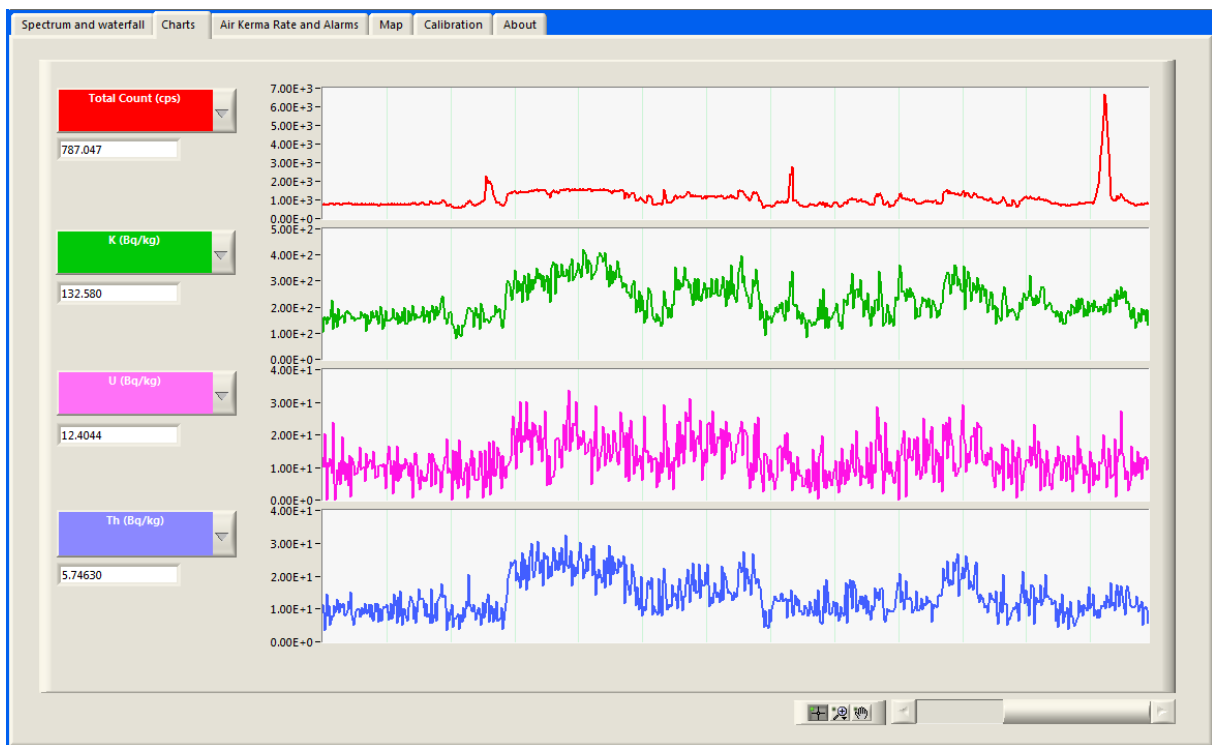 Spectrum and waterfall Charts Air Kerma Rate and Alarms Map Calibration About
Total Count (cps)
787.047
7.00E+3
6.00E+3
5.00E+3
4.00E+3
3.00E+3
2.00E+3
1.00E+3
0.00E+0
K (Bq/kg)
132.580
5.00E+2
4.00E+2
3.00E+2
2.00E+2
1.00E+2
0.00E+0
U (Bq/kg)
12.4044
4.00E+1
3.00E+1
2.00E+1
1.00E+1
0.00E+0
Th (Bq/kg)
5.74630
4.00E+1
3.00E+1
2.00E+1
1.00E+1
0.00E+0